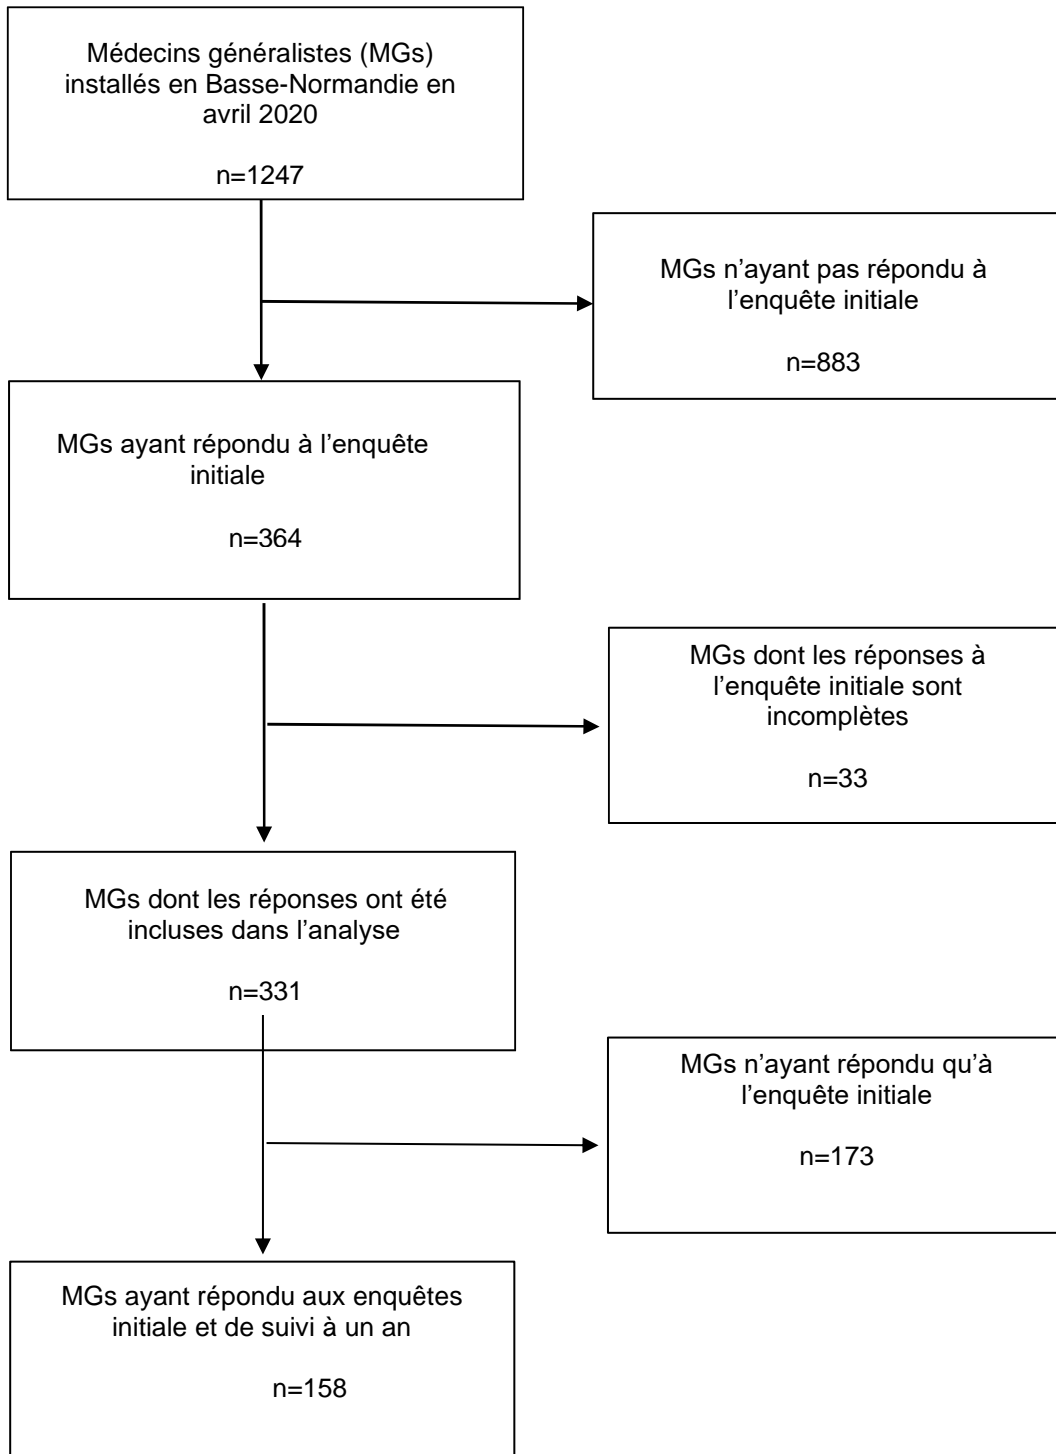 Médecins généralistes (MGs)
installés en Basse-Normandie en
avril 2020
n=1247
MGs n’ayant pas répondu à
l’enquête initiale
n=883
MGs ayant répondu à l’enquête
initiale
n=364
MGs dont les réponses à
l’enquête initiale sont
incomplètes
n=33
MGs dont les réponses ont été
incluses dans l’analyse
n=331
MGs n’ayant répondu qu’à
l’enquête initiale
n=173
MGs ayant répondu aux enquêtes
initiale et de suivi à un an
n=158